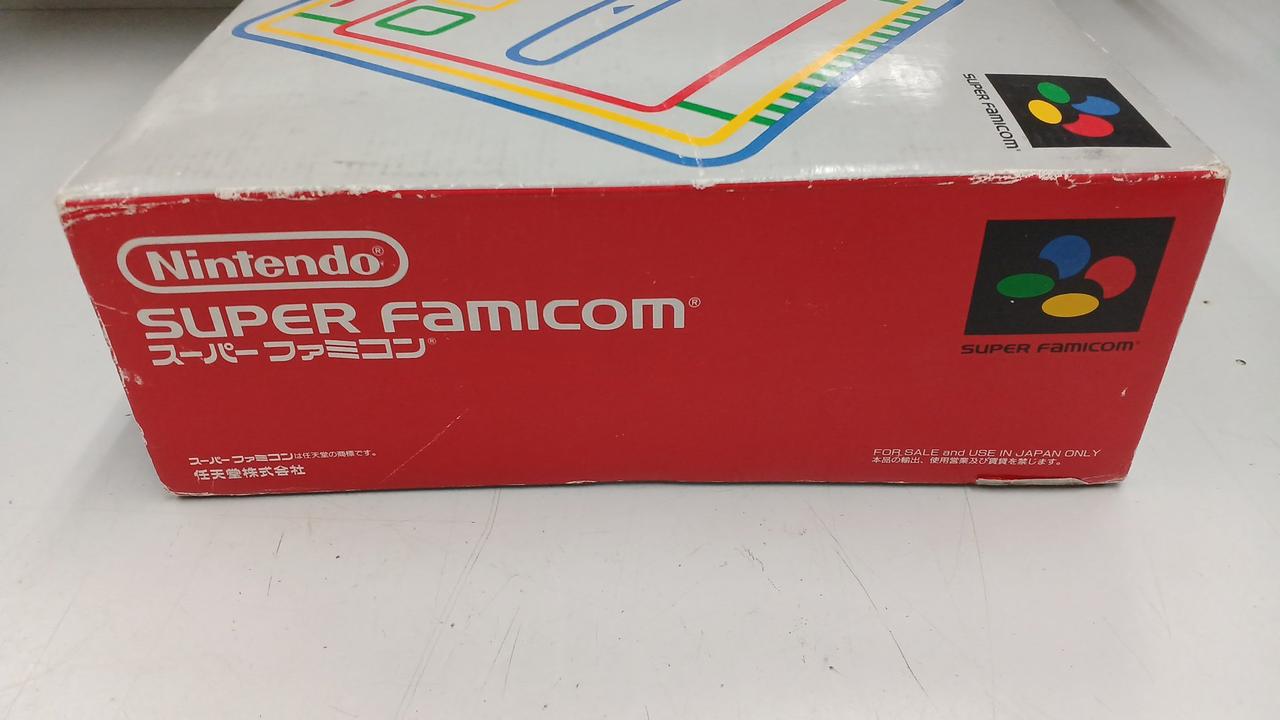 SUPER FAMICOM
Nintendo®
SUPER FAMICOM®
スーパーファミコン®
SUPER FAMICOM®
スーパーファミコンは任天堂の商標です。
任天堂株式会社
FOR SALE and USE IN JAPAN ONLY
本品の輸出、使用営業及び賃貸を禁じます。